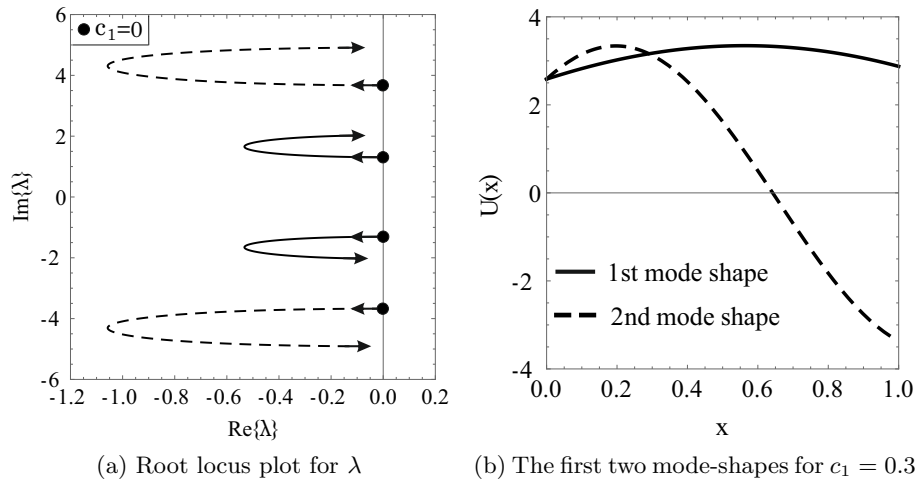 c₁=0
6
4
2
0
-2
-4
-6
Im{λ}
-1.2 -1.0 -0.8 -0.6 -0.4 -0.2 0.0 0.2
Re{λ}
(a) Root locus plot for λ
4
2
0
-2
-4
U(x)
1st mode shape
2nd mode shape
0.0 0.2 0.4 0.6 0.8 1.0
x
(b) The first two mode-shapes for c₁ = 0.3